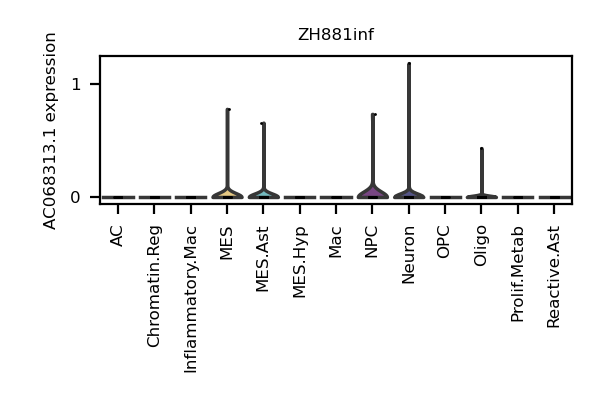 ZH881inf
AC068313.1 expression
1
0
AC
Chromatin.Reg
Inflammatory.Mac
MES
MES.Ast
MES.Hyp
Mac
NPC
Neuron
OPC
Oligo
Prolif.Metab
Reactive.Ast